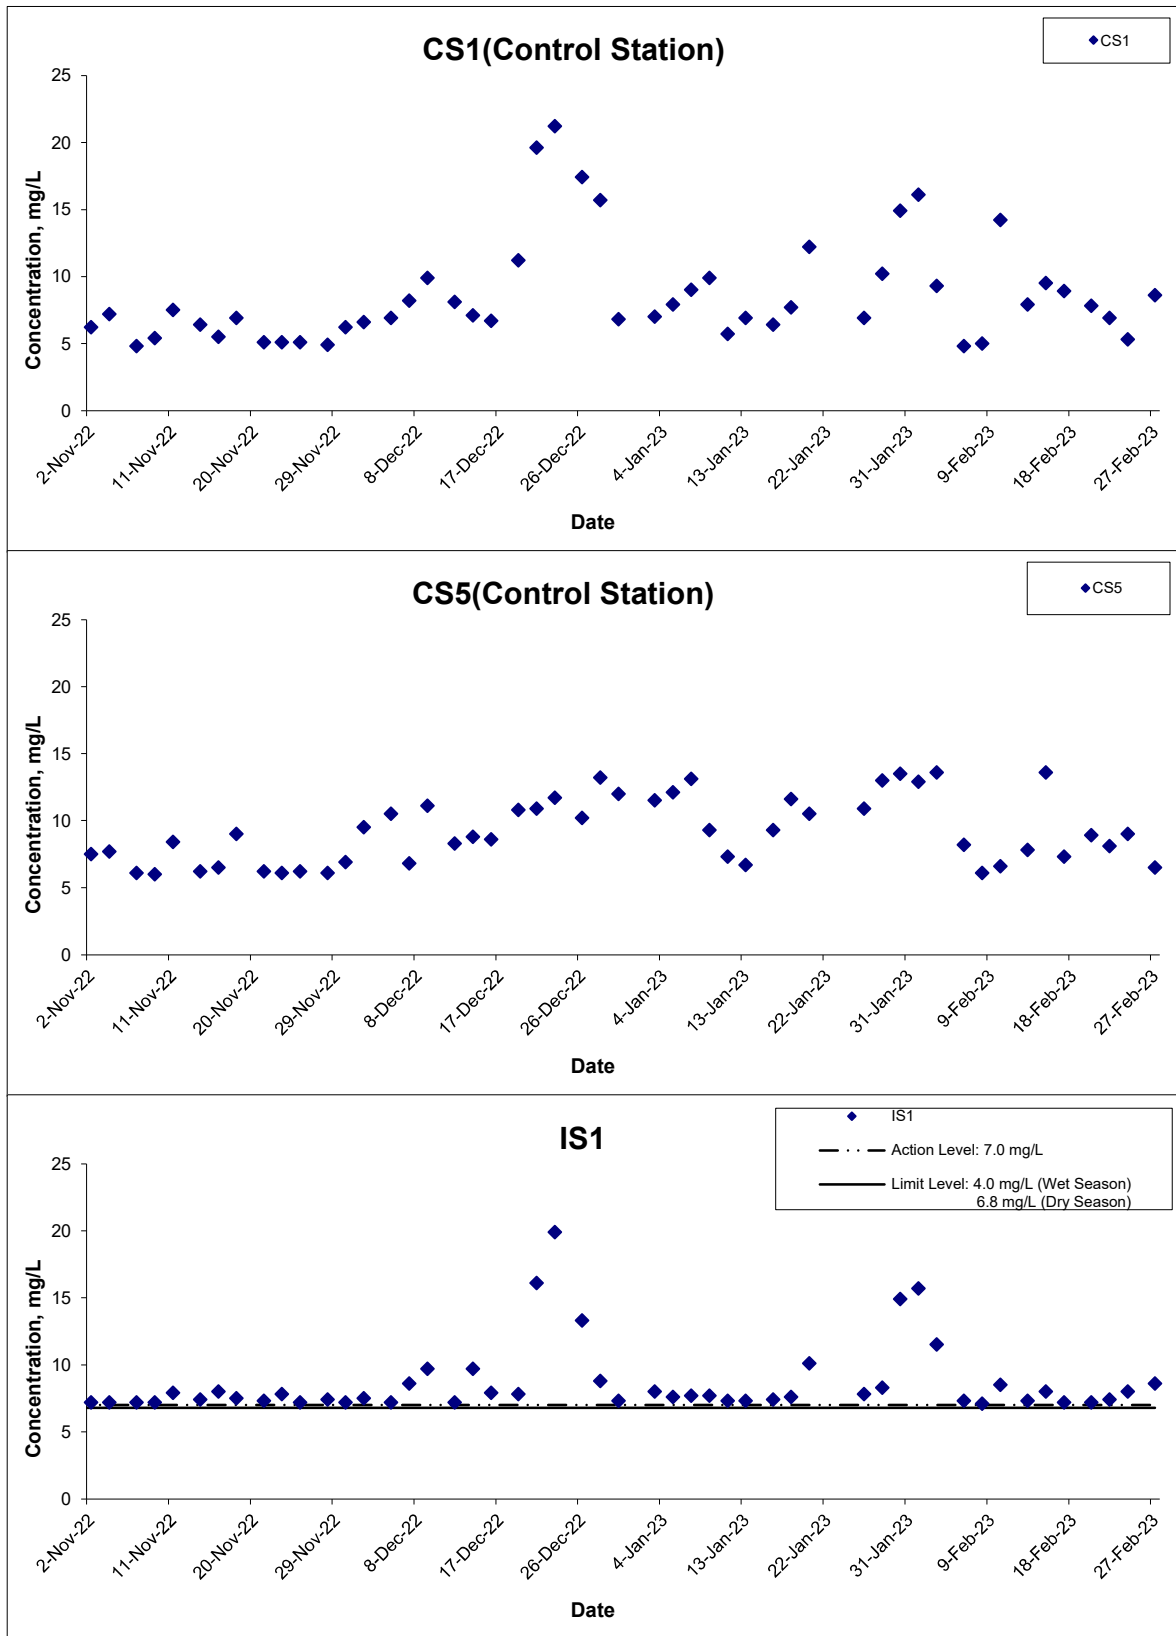 CS1(Control Station)
CS1
25
20
15
10
5
0
Concentration, mg/L
2-Nov-22
11-Nov-22
20-Nov-22
29-Nov-22
8-Dec-22
17-Dec-22
26-Dec-22
4-Jan-23
13-Jan-23
22-Jan-23
31-Jan-23
9-Feb-23
18-Feb-23
27-Feb-23
Date
CS5(Control Station)
CS5
25
20
15
10
5
0
Concentration, mg/L
2-Nov-22
11-Nov-22
20-Nov-22
29-Nov-22
8-Dec-22
17-Dec-22
26-Dec-22
4-Jan-23
13-Jan-23
22-Jan-23
31-Jan-23
9-Feb-23
18-Feb-23
27-Feb-23
Date
IS1
IS1
Action Level: 7.0 mg/L
Limit Level: 4.0 mg/L (Wet Season)
6.8 mg/L (Dry Season)
25
20
15
10
5
0
Concentration, mg/L
2-Nov-22
11-Nov-22
20-Nov-22
29-Nov-22
8-Dec-22
17-Dec-22
26-Dec-22
4-Jan-23
13-Jan-23
22-Jan-23
31-Jan-23
9-Feb-23
18-Feb-23
27-Feb-23
Date